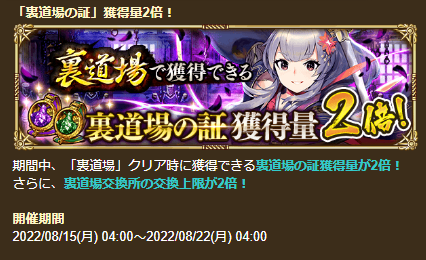 「裏道場の証」獲得量2倍！
裏道場で獲得できる
裏道場の証獲得量2倍!
期間中、「裏道場」クリア時に獲得できる裏道場の証獲得量が2倍！
さらに、裏道場交換所の交換上限が2倍！
開催期間
2022/08/15(月) 04:00～2022/08/22(月) 04:00